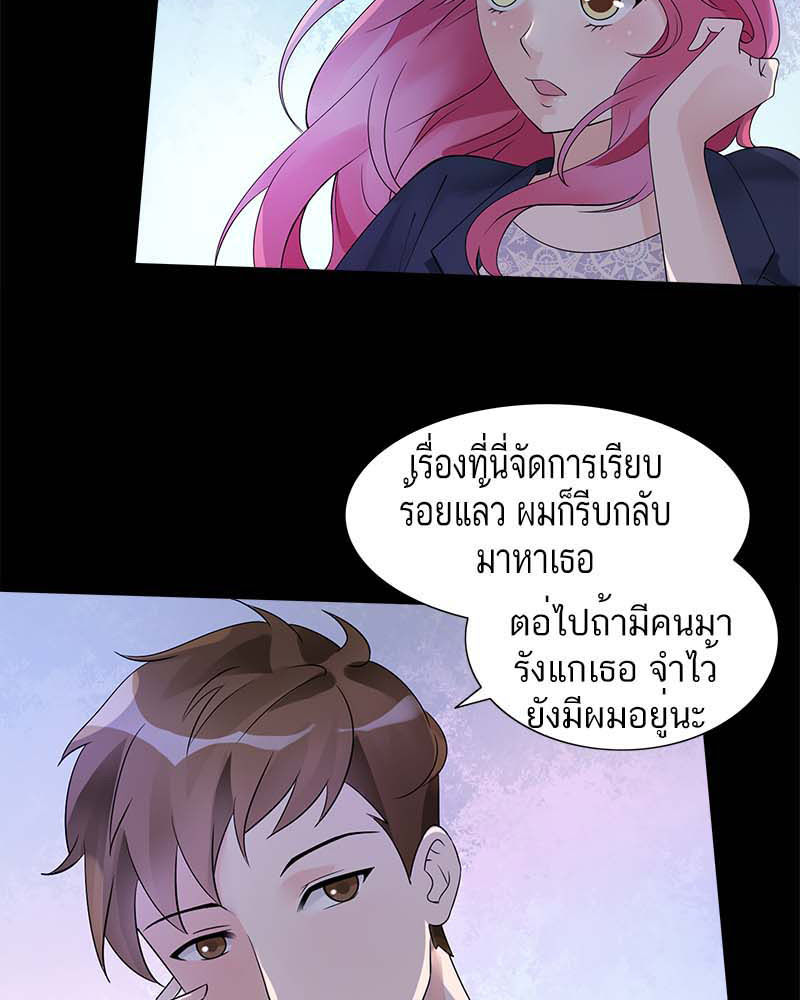 เรื่องที่นี่จัดการเรียบ
ร้อยแล้ว ผมก็รีบกลับ
มาหาเธอ
ต่อไปถ้ามีคนมา
รังแกเธอ จำไว้
ยังมีผมอยู่นะ